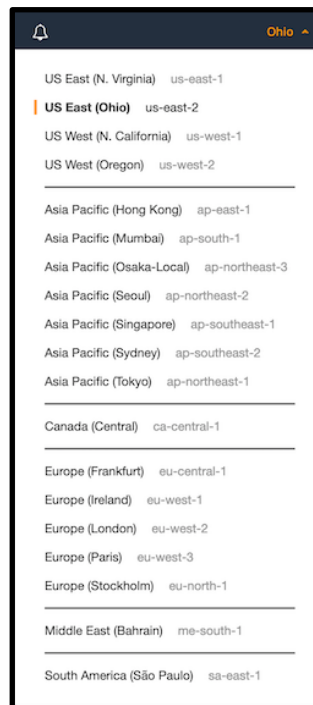 Ohio
US East (N. Virginia) us-east-1
US East (Ohio) us-east-2
US West (N. California) us-west-1
US West (Oregon) us-west-2
Asia Pacific (Hong Kong) ap-east-1
Asia Pacific (Mumbai) ap-south-1
Asia Pacific (Osaka-Local) ap-northeast-3
Asia Pacific (Seoul) ap-northeast-2
Asia Pacific (Singapore) ap-southeast-1
Asia Pacific (Sydney) ap-southeast-2
Asia Pacific (Tokyo) ap-northeast-1
Canada (Central) ca-central-1
Europe (Frankfurt) eu-central-1
Europe (Ireland) eu-west-1
Europe (London) eu-west-2
Europe (Paris) eu-west-3
Europe (Stockholm) eu-north-1
Middle East (Bahrain) me-south-1
South America (São Paulo) sa-east-1